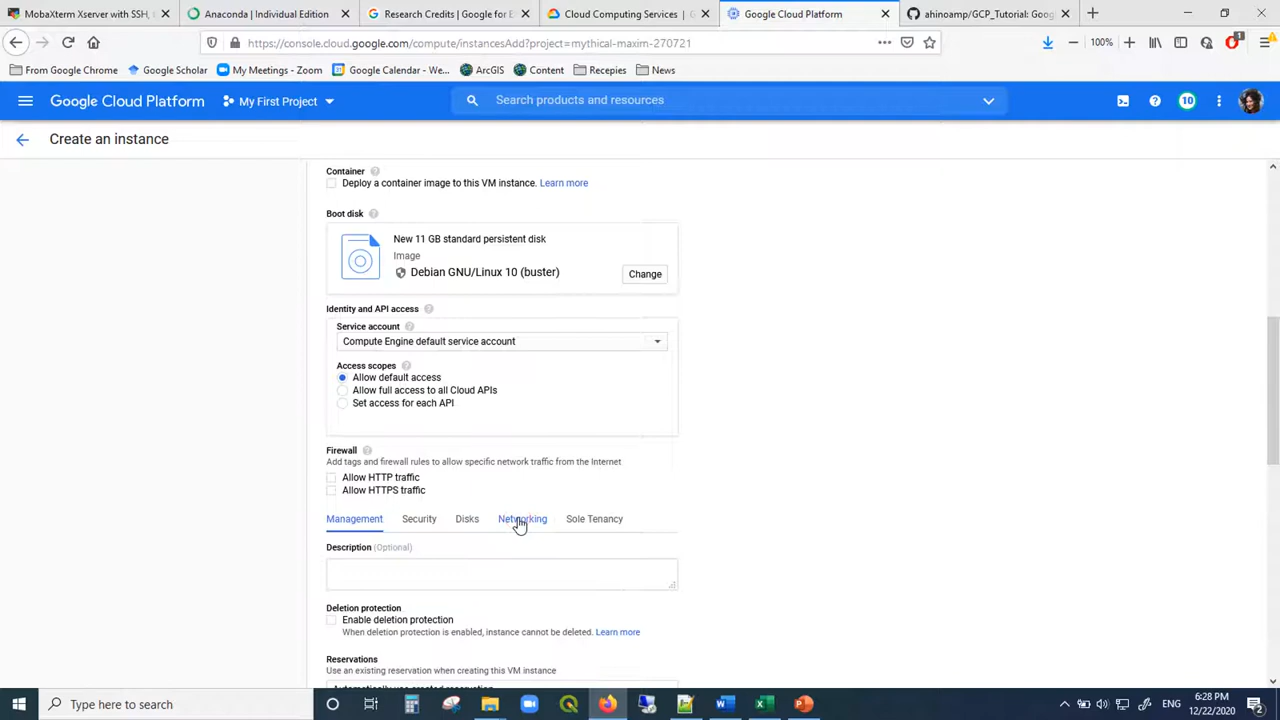 MobaXterm Xserver with SSH, E
Anaconda | Individual Edition
Research Credits | Google for E
Cloud Computing Services | G
Google Cloud Platform
ahinoamp/GCP_Tutorial: Goog
https://console.cloud.google.com/compute/instancesAdd?project=mythical-maxim-270721
100%
1
From Google Chrome
Google Scholar
My Meetings - Zoom
Google Calendar - We...
ArcGIS
Content
Recepies
News
Google Cloud Platform
My First Project
Search products and resources
10
Create an instance
Container
Deploy a container image to this VM instance. Learn more
Boot disk
New 11 GB standard persistent disk
Image
Debian GNU/Linux 10 (buster)
Change
Identity and API access
Service account
Compute Engine default service account
Access scopes
Allow default access
Allow full access to all Cloud APIs
Set access for each API
Firewall
Add tags and firewall rules to allow specific network traffic from the Internet
Allow HTTP traffic
Allow HTTPS traffic
Management Security Disks Networking Sole Tenancy
Description (Optional)
Deletion protection
Enable deletion protection
When deletion protection is enabled, instance cannot be deleted. Learn more
Reservations
Use an existing reservation when creating this VM instance
Automatically use created reservation
Type here to search
ENG
6:28 PM
12/22/2020
2